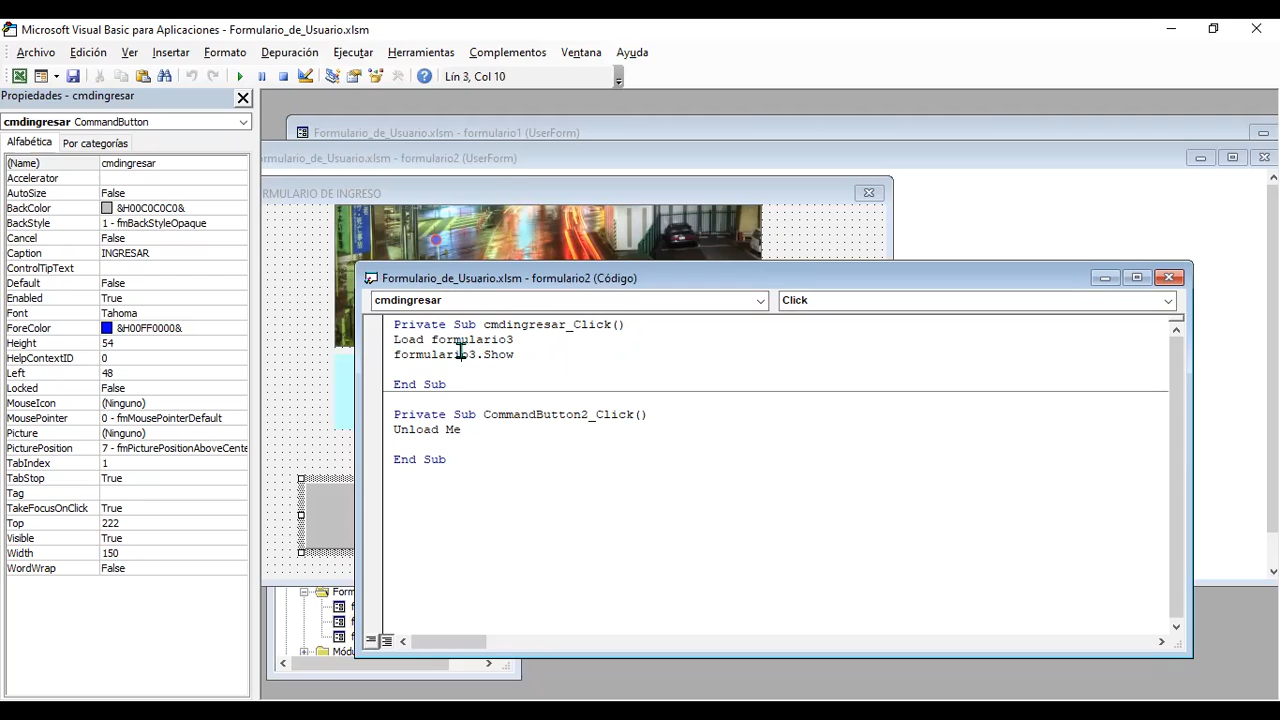 Microsoft Visual Basic para Aplicaciones - Formulario_de_Usuario.xlsm
Archivo Edición Ver Insertar Formato Depuración Ejecutar Herramientas Complementos Ventana Ayuda
Lín 3, Col 10
Propiedades - cmdingresar
cmdingresar CommandButton
Alfabética Por categorías
(Name) cmdingresar
Accelerator
AutoSize False
BackColor &H00C0C0C0&
BackStyle 1 - fmBackStyleOpaque
Cancel False
Caption INGRESAR
ControlTipText
Default False
Enabled True
Font Tahoma
ForeColor &H00FF0000&
Height 54
HelpContextID 0
Left 48
Locked False
MouseIcon (Ninguno)
MousePointer 0 - fmMousePointerDefault
Picture (Ninguno)
PicturePosition 7 - fmPicturePositionAboveCente
TabIndex 1
TabStop True
Tag
TakeFocusOnClick True
Top 222
Visible True
Width 150
WordWrap False
Formulario_de_Usuario.xlsm - formulario1 (UserForm)
ormulario_de_Usuario.xlsm - formulario2 (UserForm)
RMULARIO DE INGRESO
Formulario_de_Usuario.xlsm - formulario2 (Código)
cmdingresar Click
Private Sub cmdingresar_Click()
Load formulario3
formulario3.Show
End Sub
Private Sub CommandButton2_Click()
Unload Me
End Sub
Form
f
f
f
Módu